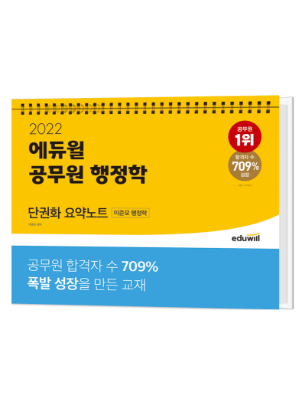 2022
에듀윌
공무원 행정학
단권화 요약노트 이준모 행정학
공무원
1위
합격자 수
709%
성장
eduwill
공무원 합격자 수 709%
폭발 성장을 만든 교재